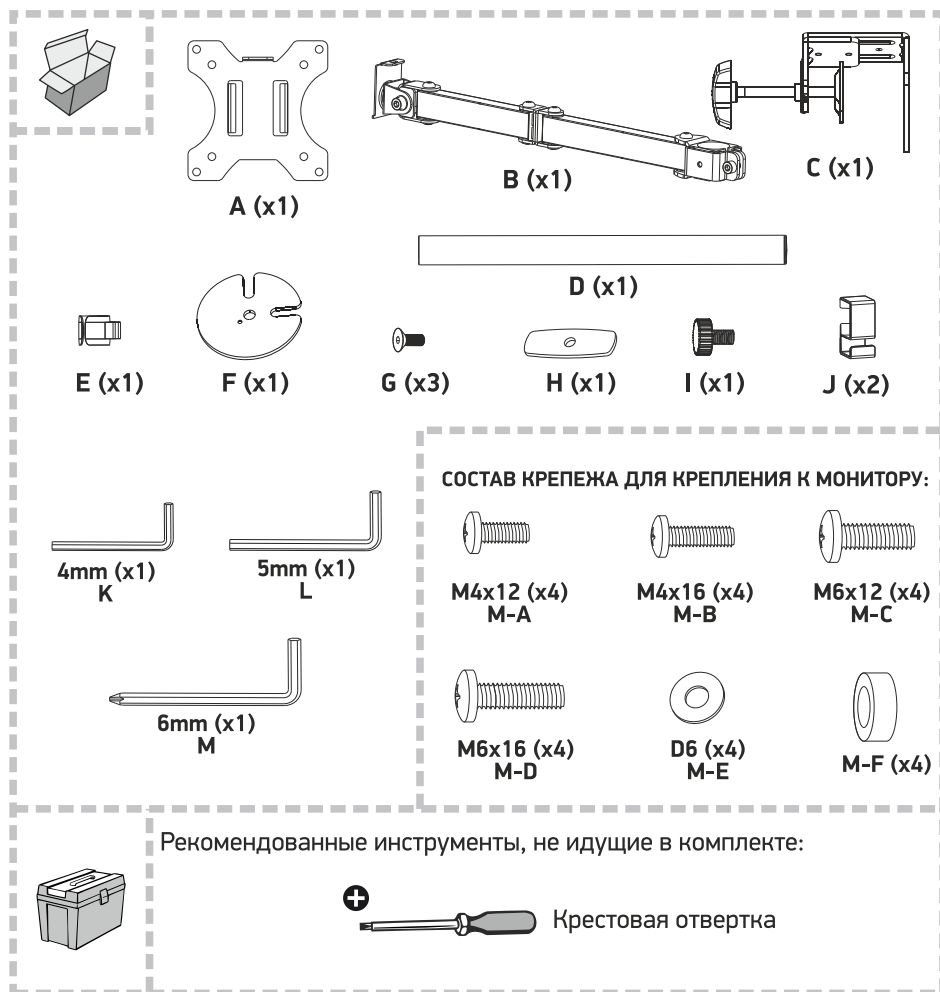 A (x1)
B (x1)
C (x1)
D (x1)
E (x1)
F (x1)
G (x3)
H (x1)
I (x1)
J (x2)
СОСТАВ КРЕПЕЖА ДЛЯ КРЕПЛЕНИЯ К МОНИТОРУ:
4mm (x1)
K
5mm (x1)
L
6mm (x1)
M
M4x12 (x4)
M-A
M4x16 (x4)
M-B
M6x12 (x4)
M-C
M6x16 (x4)
M-D
D6 (x4)
M-E
M-F (x4)
Рекомендованные инструменты, не идущие в комплекте:
Крестовая отвертка